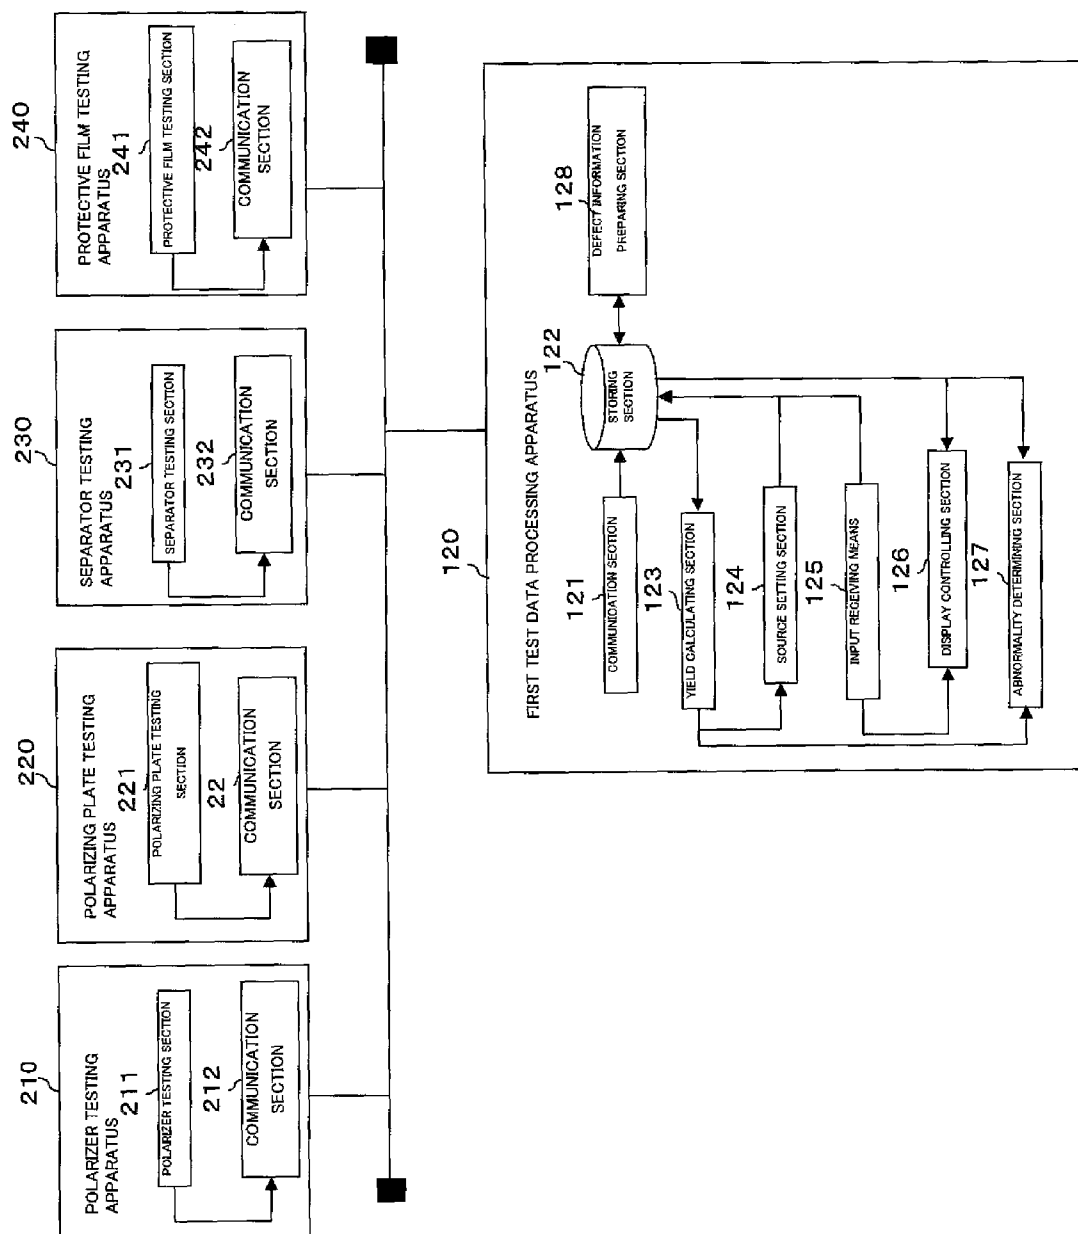 210
POLARIZER TESTING
APPARATUS
211
POLARIZER TESTING SECTION
212
COMMUNICATION
SECTION
220
POLARIZING PLATE TESTING
APPARATUS
221
POLARIZING PLATE TESTING
SECTION
22
COMMUNICATION
SECTION
230
SEPARATOR TESTING
APPARATUS
231
SEPARATOR TESTING SECTION
232
COMMUNICATION
SECTION
240
PROTECTIVE FILM TESTING
APPARATUS
241
PROTECTIVE FILM TESTING SECTION
242
COMMUNICATION
SECTION
120
FIRST TEST DATA PROCESSING APPARATUS
121
COMMUNICATION SECTION
122
STORING
SECTION
128
DEFECT INFORMATION
PREPARING SECTION
123
YIELD CALCULATING SECTION
124
SOURCE SETTING SECTION
125
INPUT RECEIVING MEANS
126
DISPLAY CONTROLLING SECTION
127
ABNORMALITY DETERMINING SECTION